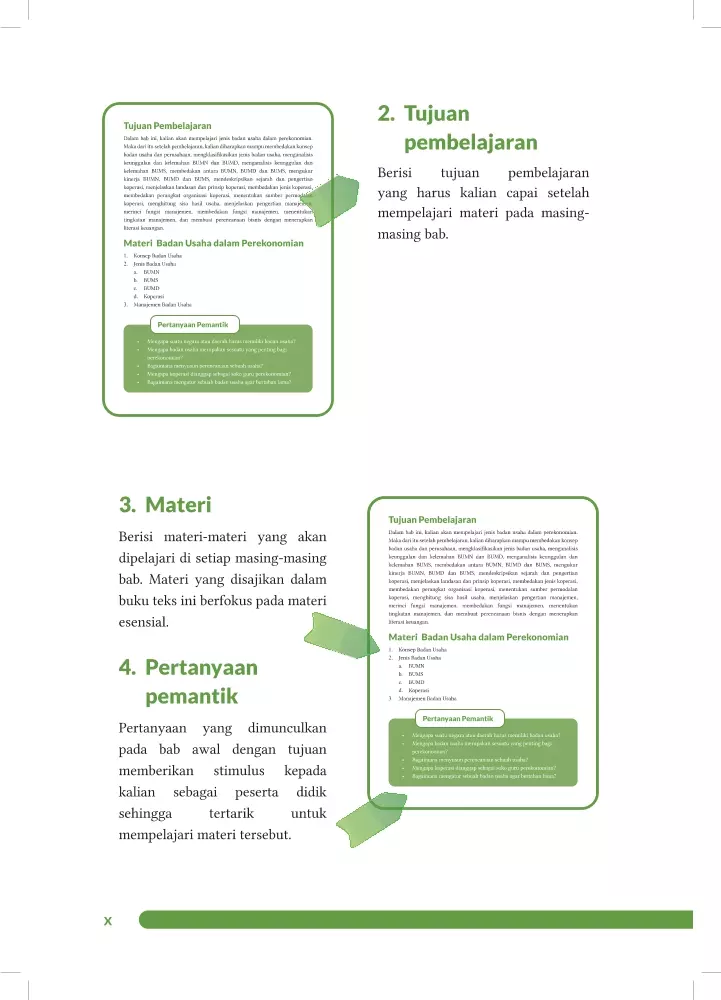 Tujuan Pembelajaran
Dalam bab ini, kalian akan mempelajari jenis badan usaha dalam perekonomian.
Maka dari itu setelah pembelajaran, kalian diharapkan mampu membedakan konsep
badan usaha dan perusahaan, mengklasifikasikan jenis badan usaha, menganalisis
keunggulan dan kelemahan BUMN dan BUMD, menganalisis keunggulan dan
kelemahan BUMS, membedakan antara BUMN, BUMD dan BUMS, mengukur
kinerja BUMN, BUMD dan BUMS, mendeskripsikan sejarah dan pengertian
koperasi, menjelaskan landasan dan prinsip koperasi, membedakan jenis koperasi,
membedakan perangkat organisasi koperasi, menentukan sumber permodalan
koperasi, menghitung sisa hasil usaha, menjelaskan pengertian manajemen,
merinci fungsi manajemen, membedakan fungsi manajemen, menentukan
tingkatan manajemen, dan membuat perencanaan bisnis dengan menerapkan
literasi keuangan.
Materi Badan Usaha dalam Perekonomian
1. Konsep Badan Usaha
2. Jenis Badan Usaha
a. BUMN
b. BUMS
c. BUMD
d. Koperasi
3. Manajemen Badan Usaha
Pertanyaan Pemantik
• Mengapa suatu negara atau daerah harus memiliki badan usaha?
• Mengapa badan usaha merupakan sesuatu yang penting bagi
perekonomian?
• Bagaimana menyusun perencanaan sebuah usaha?
• Mengapa koperasi dianggap sebagai soko guru perekonomian?
• Bagaimana mengatur sebuah badan usaha agar bertahan lama?
2. Tujuan
pembelajaran
Berisi tujuan pembelajaran
yang harus kalian capai setelah
mempelajari materi pada masing-
masing bab.
3. Materi
Berisi materi-materi yang akan
dipelajari di setiap masing-masing
bab. Materi yang disajikan dalam
buku teks ini berfokus pada materi
esensial.
4. Pertanyaan
pemantik
Pertanyaan yang dimunculkan
pada bab awal dengan tujuan
memberikan stimulus kepada
kalian sebagai peserta didik
sehingga tertarik untuk
mempelajari materi tersebut.
Tujuan Pembelajaran
Dalam bab ini, kalian akan mempelajari jenis badan usaha dalam perekonomian.
Maka dari itu setelah pembelajaran, kalian diharapkan mampu membedakan konsep
badan usaha dan perusahaan, mengklasifikasikan jenis badan usaha, menganalisis
keunggulan dan kelemahan BUMN dan BUMD, menganalisis keunggulan dan
kelemahan BUMS, membedakan antara BUMN, BUMD dan BUMS, mengukur
kinerja BUMN, BUMD dan BUMS, mendeskripsikan sejarah dan pengertian
koperasi, menjelaskan landasan dan prinsip koperasi, membedakan jenis koperasi,
membedakan perangkat organisasi koperasi, menentukan sumber permodalan
koperasi, menghitung sisa hasil usaha, menjelaskan pengertian manajemen,
merinci fungsi manajemen, membedakan fungsi manajemen, menentukan
tingkatan manajemen, dan membuat perencanaan bisnis dengan menerapkan
literasi keuangan.
Materi Badan Usaha dalam Perekonomian
1. Konsep Badan Usaha
2. Jenis Badan Usaha
a. BUMN
b. BUMS
c. BUMD
d. Koperasi
3 Manajemen Badan Usaha
Pertanyaan Pemantik
• Mengapa suatu negara atau daerah harus memiliki badan usaha?
• Mengapa badan usaha merupakan sesuatu yang penting bagi
perekonomian?
• Bagaimana menyusun perencanaan sebuah usaha?
• Mengapa koperasi dianggap sebagai soko guru perekonomian?
• Bagaimana mengatur sebuah badan usaha agar bertahan lama?
X